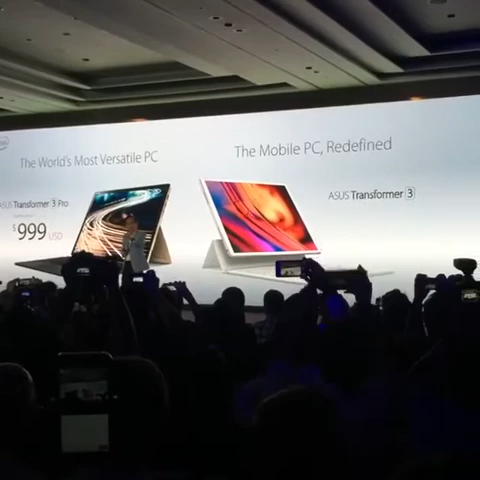 The World's Most Versatile PC
ASUS Transformer 3 Pro
$999 USD
The Mobile PC, Redefined
ASUS Transformer 3